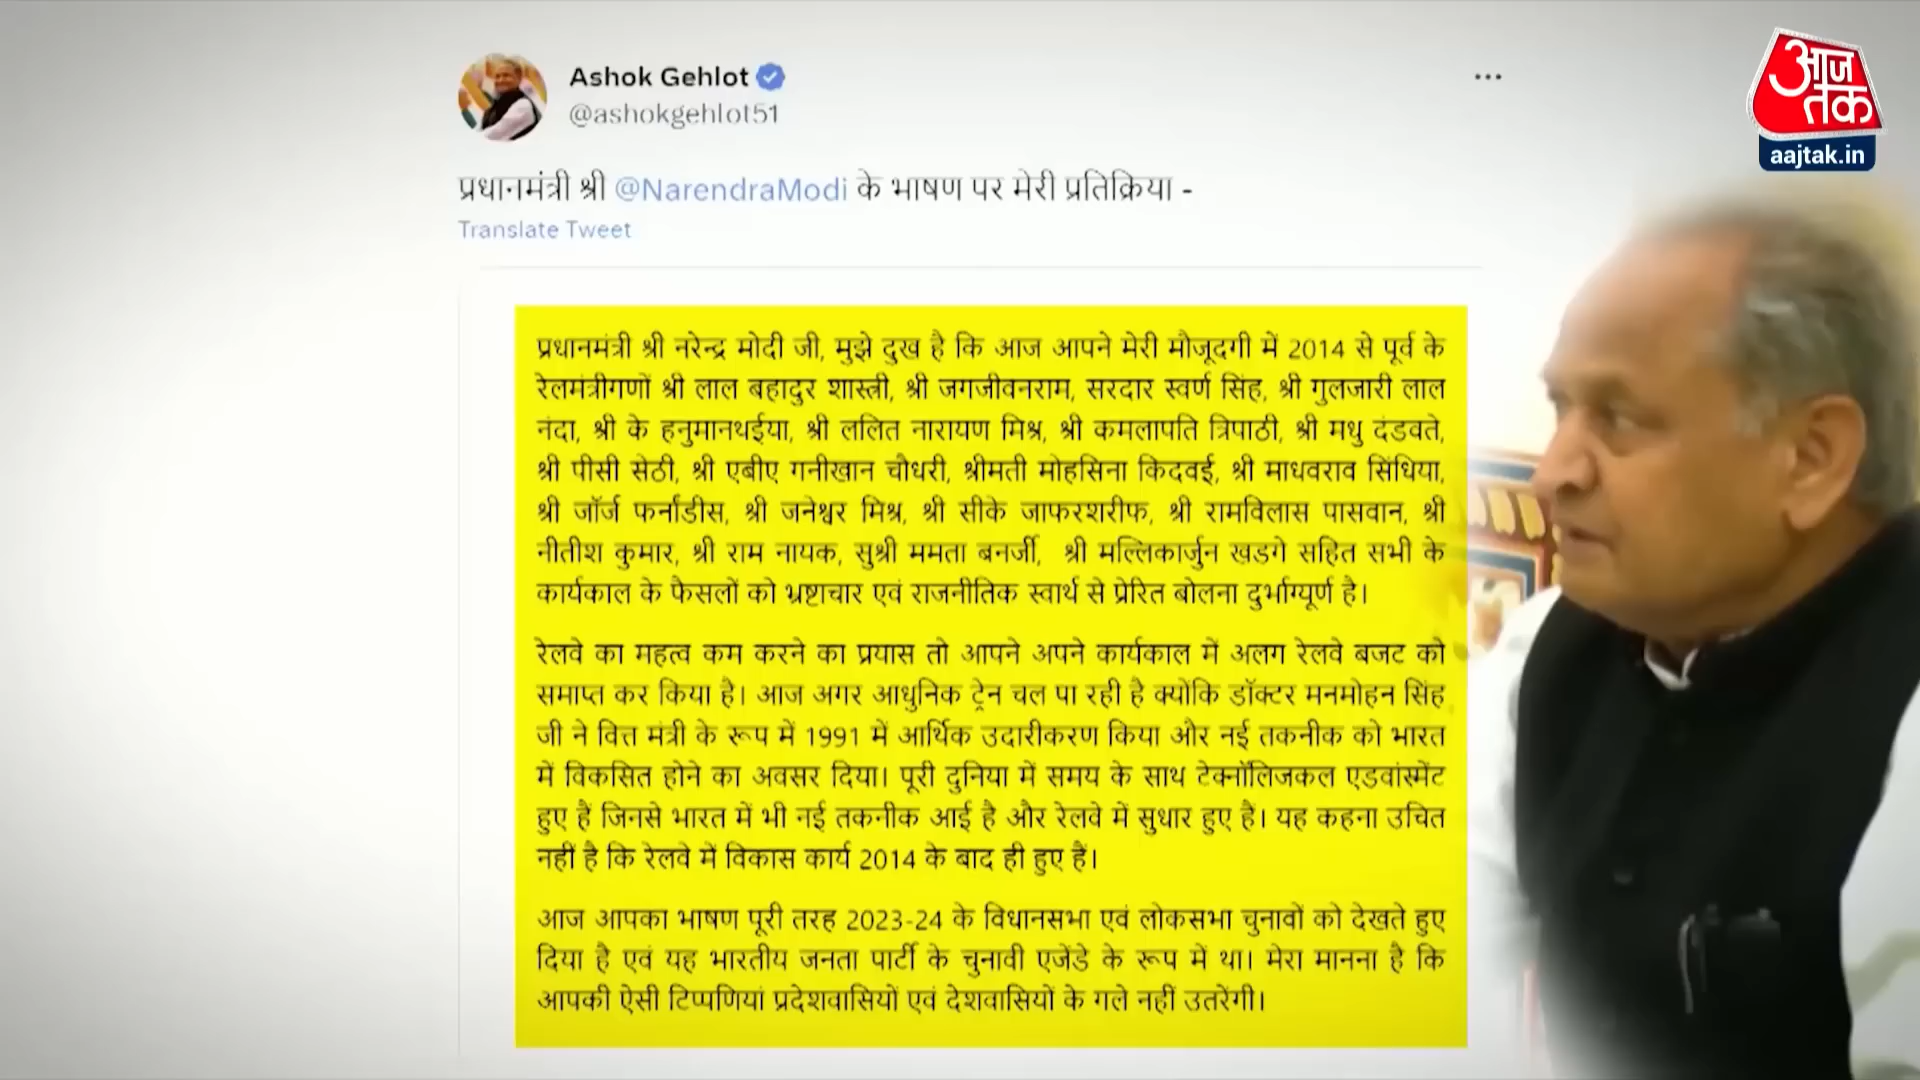 Ashok Gehlot
@ashokgehlot51
आज
तक
aajtak.in
प्रधानमंत्री श्री @NarendraModi के भाषण पर मेरी प्रतिक्रिया -
Translate Tweet
प्रधानमंत्री श्री नरेन्द्र मोदी जी, मुझे दुख है कि आज आपने मेरी मौजूदगी में 2014 से पूर्व के
रेलमंत्रीगणों श्री लाल बहादुर शास्त्री, श्री जगजीवनराम, सरदार स्वर्ण सिंह, श्री गुलजारी लाल
नंदा, श्री के हनुमानथईया, श्री ललित नारायण मिश्र, श्री कमलापति त्रिपाठी, श्री मधु दंडवते,
श्री पीसी सेठी, श्री एबीए गनीखान चौधरी, श्रीमती मोहसिना किदवई, श्री माधवराव सिंधिया,
श्री जॉर्ज फर्नांडीस, श्री जनेश्वर मिश्र, श्री सीके जाफरशरीफ, श्री रामविलास पासवान, श्री
नीतीश कुमार, श्री राम नायक, सुश्री ममता बनर्जी, श्री मल्लिकार्जुन खडगे सहित सभी के
कार्यकाल के फैसलों को भ्रष्टाचार एवं राजनीतिक स्वार्थ से प्रेरित बोलना दुर्भाग्यूर्ण है।
रेलवे का महत्व कम करने का प्रयास तो आपने अपने कार्यकाल में अलग रेलवे बजट को
समाप्त कर किया है। आज अगर आधुनिक ट्रेन चल पा रही है क्योंकि डॉक्टर मनमोहन सिंह
जी ने वित्त मंत्री के रूप में 1991 में आर्थिक उदारीकरण किया और नई तकनीक को भारत
में विकसित होने का अवसर दिया। पूरी दुनिया में समय के साथ टेक्नॉलिजकल एडवांस्मेंट
हुए हैं जिनसे भारत में भी नई तकनीक आई है और रेलवे में सुधार हुए हैं। यह कहना उचित
नहीं है कि रेलवे में विकास कार्य 2014 के बाद ही हुए हैं।
आज आपका भाषण पूरी तरह 2023-24 के विधानसभा एवं लोकसभा चुनावों को देखते हुए
दिया है एवं यह भारतीय जनता पार्टी के चुनावी एजेंडे के रूप में था। मेरा मानना है कि
आपकी ऐसी टिप्पणियां प्रदेशवासियों एवं देशवासियों के गले नहीं उतरेंगी।